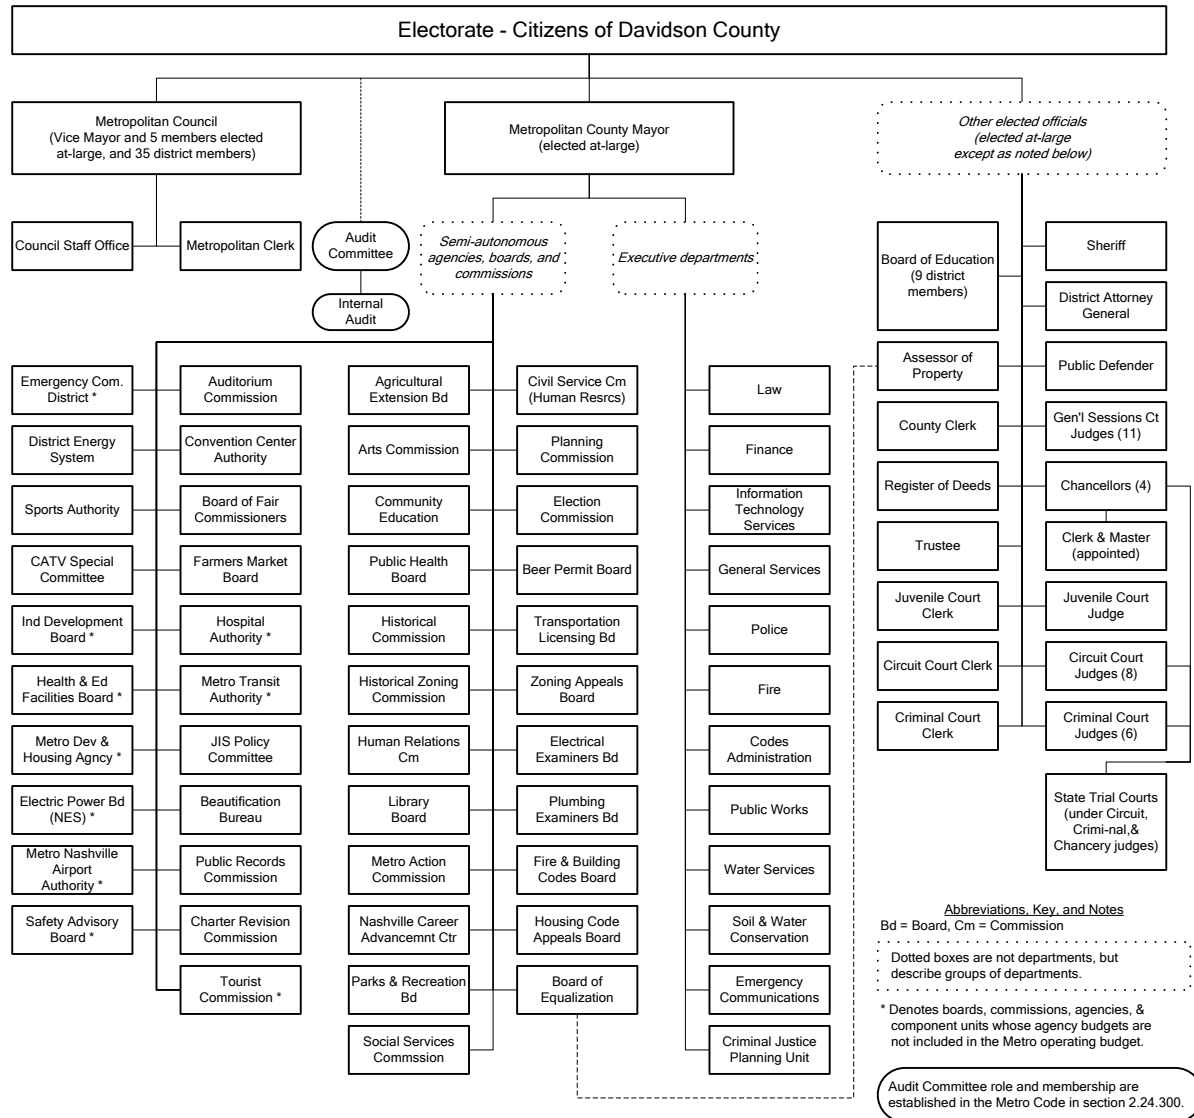 Electorate - Citizens of Davidson County
Metropolitan Council
(Vice Mayor and 5 members elected
at-large, and 35 district members)
Metropolitan County Mayor
(elected at-large)
Other elected officials
(elected at-large
except as noted below)
Council Staff Office
Metropolitan Clerk
Audit
Committee
Internal
Audit
Semi-autonomous
agencies, boards, and
commissions
Executive departments
Board of Education
(9 district
members)
Sheriff
District Attorney
General
Emergency Com.
District *
Auditorium
Commission
District Energy
System
Convention Center
Authority
Sports Authority
Board of Fair
Commissioners
CATV Special
Committee
Farmers Market
Board
Ind Development
Board *
Hospital
Authority *
Health & Ed
Facilities Board *
Metro Transit
Authority *
Metro Dev &
Housing Agncy *
JIS Policy
Committee
Electric Power Bd
(NES) *
Beautification
Bureau
Metro Nashville
Airport
Authority *
Public Records
Commission
Safety Advisory
Board *
Charter Revision
Commission
Tourist
Commission *
Agricultural
Extension Bd
Civil Service Cm
(Human Resrcs)
Arts Commission
Planning
Commission
Community
Education
Election
Commission
Public Health
Board
Beer Permit Board
Historical
Commission
Transportation
Licensing Bd
Historical Zoning
Commission
Zoning Appeals
Board
Human Relations
Cm
Electrical
Examiners Bd
Library
Board
Plumbing
Examiners Bd
Metro Action
Commission
Fire & Building
Codes Board
Nashville Career
Advancemnt Ctr
Housing Code
Appeals Board
Parks & Recreation
Bd
Board of
Equalization
Social Services
Commssion
Law
Finance
Information
Technology
Services
General Services
Police
Fire
Codes
Administration
Public Works
Water Services
Soil & Water
Conservation
Emergency
Communications
Criminal Justice
Planning Unit
Assessor of
Property
Public Defender
County Clerk
Gen'l Sessions Ct
Judges (11)
Register of Deeds
Chancellors (4)
Trustee
Clerk & Master
(appointed)
Juvenile Court
Clerk
Juvenile Court
Judge
Circuit Court Clerk
Circuit Court
Judges (8)
Criminal Court
Clerk
Criminal Court
Judges (6)
State Trial Courts
(under Circuit,
Crimi-nal,&
Chancery judges)
Abbreviations, Key, and Notes
Bd = Board, Cm = Commission
Dotted boxes are not departments, but
describe groups of departments.
* Denotes boards, commissions, agencies, &
component units whose agency budgets are
not included in the Metro operating budget.
Audit Committee role and membership are
established in the Metro Code in section 2.24.300.